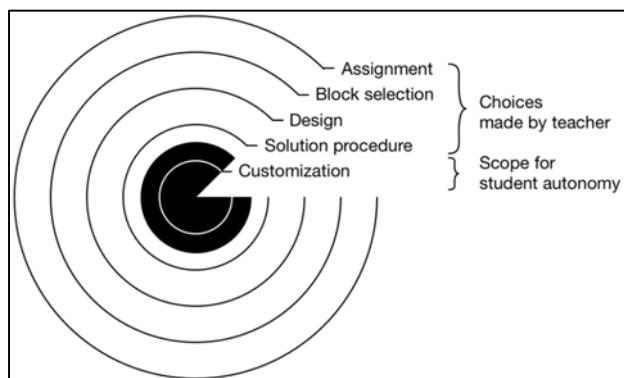 Assignment
Block selection
Design
Solution procedure
Customization
Choices
made by teacher
Scope for
student autonomy